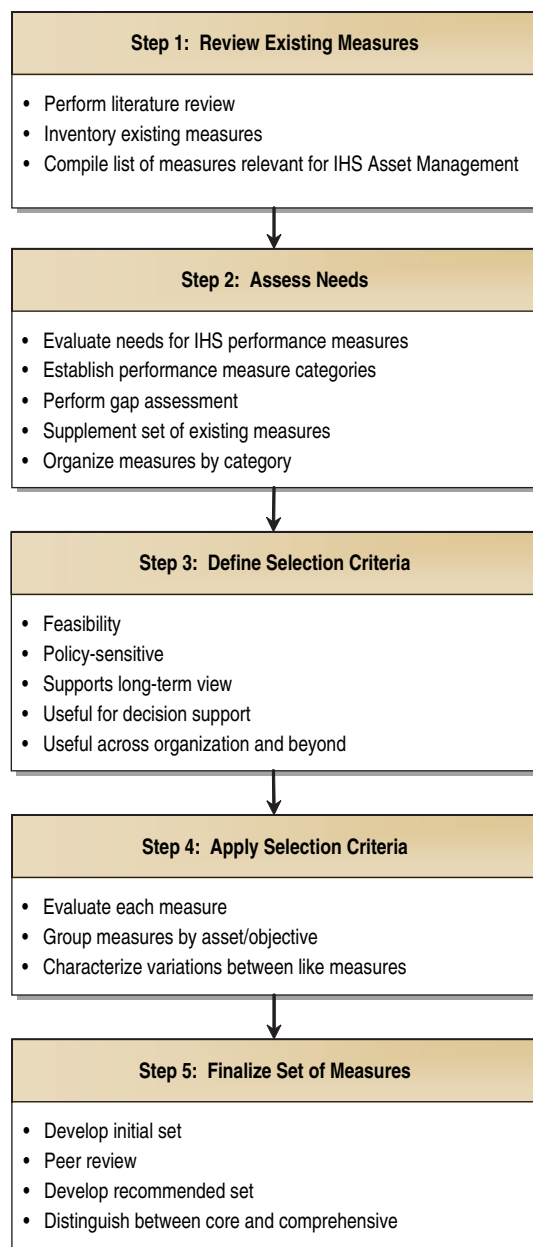 Step 1: Review Existing Measures
• Perform literature review
• Inventory existing measures
• Compile list of measures relevant for IHS Asset Management
Step 2: Assess Needs
• Evaluate needs for IHS performance measures
• Establish performance measure categories
• Perform gap assessment
• Supplement set of existing measures
• Organize measures by category
Step 3: Define Selection Criteria
• Feasibility
• Policy-sensitive
• Supports long-term view
• Useful for decision support
• Useful across organization and beyond
Step 4: Apply Selection Criteria
• Evaluate each measure
• Group measures by asset/objective
• Characterize variations between like measures
Step 5: Finalize Set of Measures
• Develop initial set
• Peer review
• Develop recommended set
• Distinguish between core and comprehensive